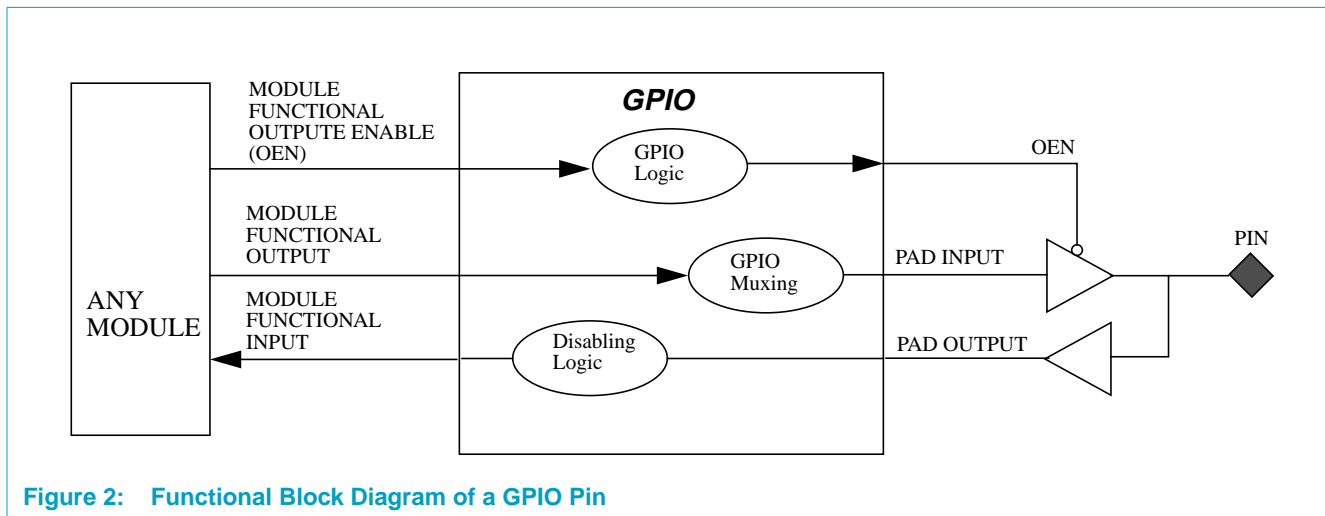 MODULE
FUNCTIONAL
OUTPUTE ENABLE
(OEN)
GPIO
GPIO
Logic
OEN
MODULE
FUNCTIONAL
OUTPUT
GPIO
Muxing
PAD INPUT
PIN
ANY
MODULE
MODULE
FUNCTIONAL
INPUT
Disabling
Logic
PAD OUTPUT
Figure 2: Functional Block Diagram of a GPIO Pin